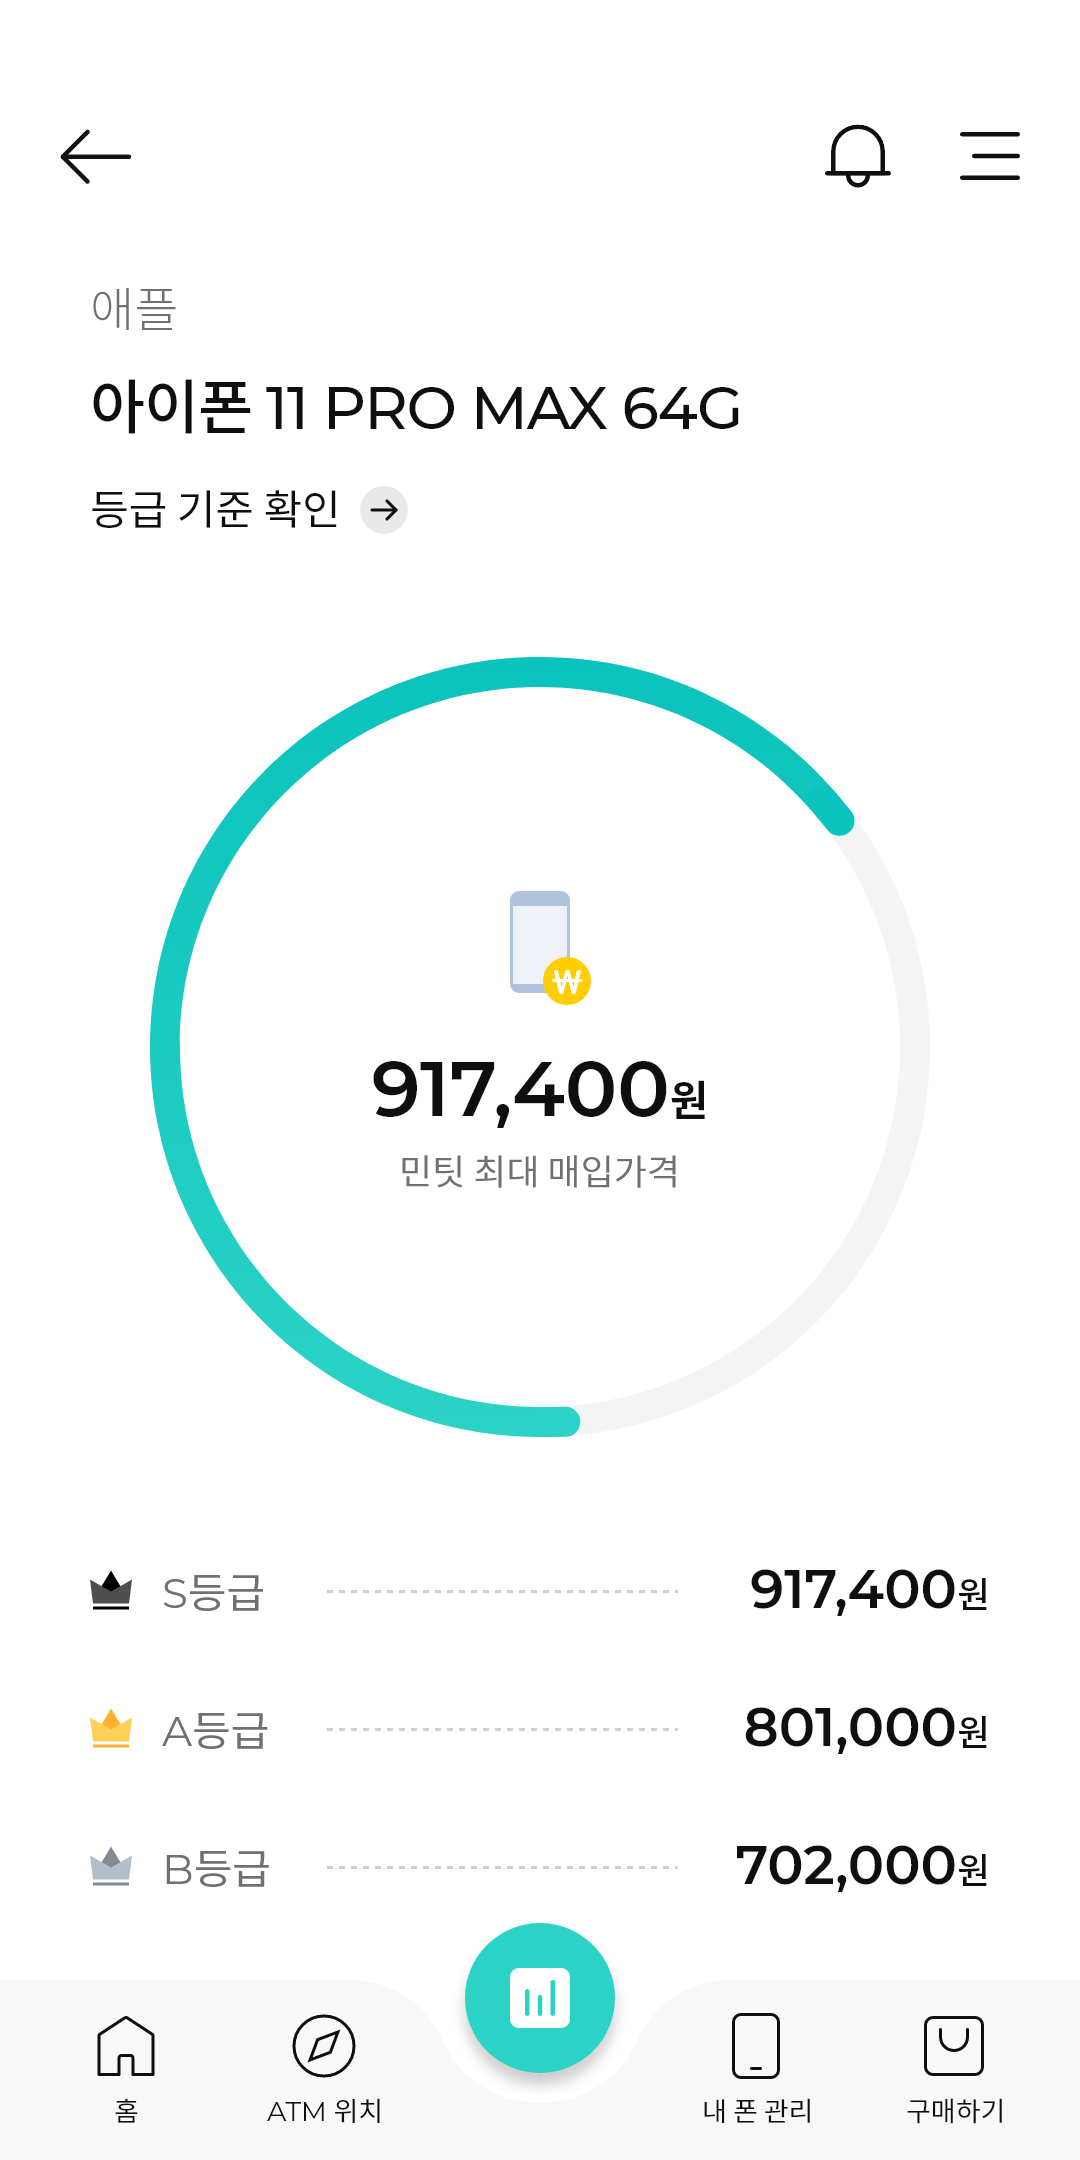 애플
아이폰 11 PRO MAX 64G
등급 기준 확인
₩
917,400원
민팃 최대 매입가격
S등급 917,400원
A등급 801,000원
B등급 702,000원
홈 ATM 위치 내 폰 관리 구매하기